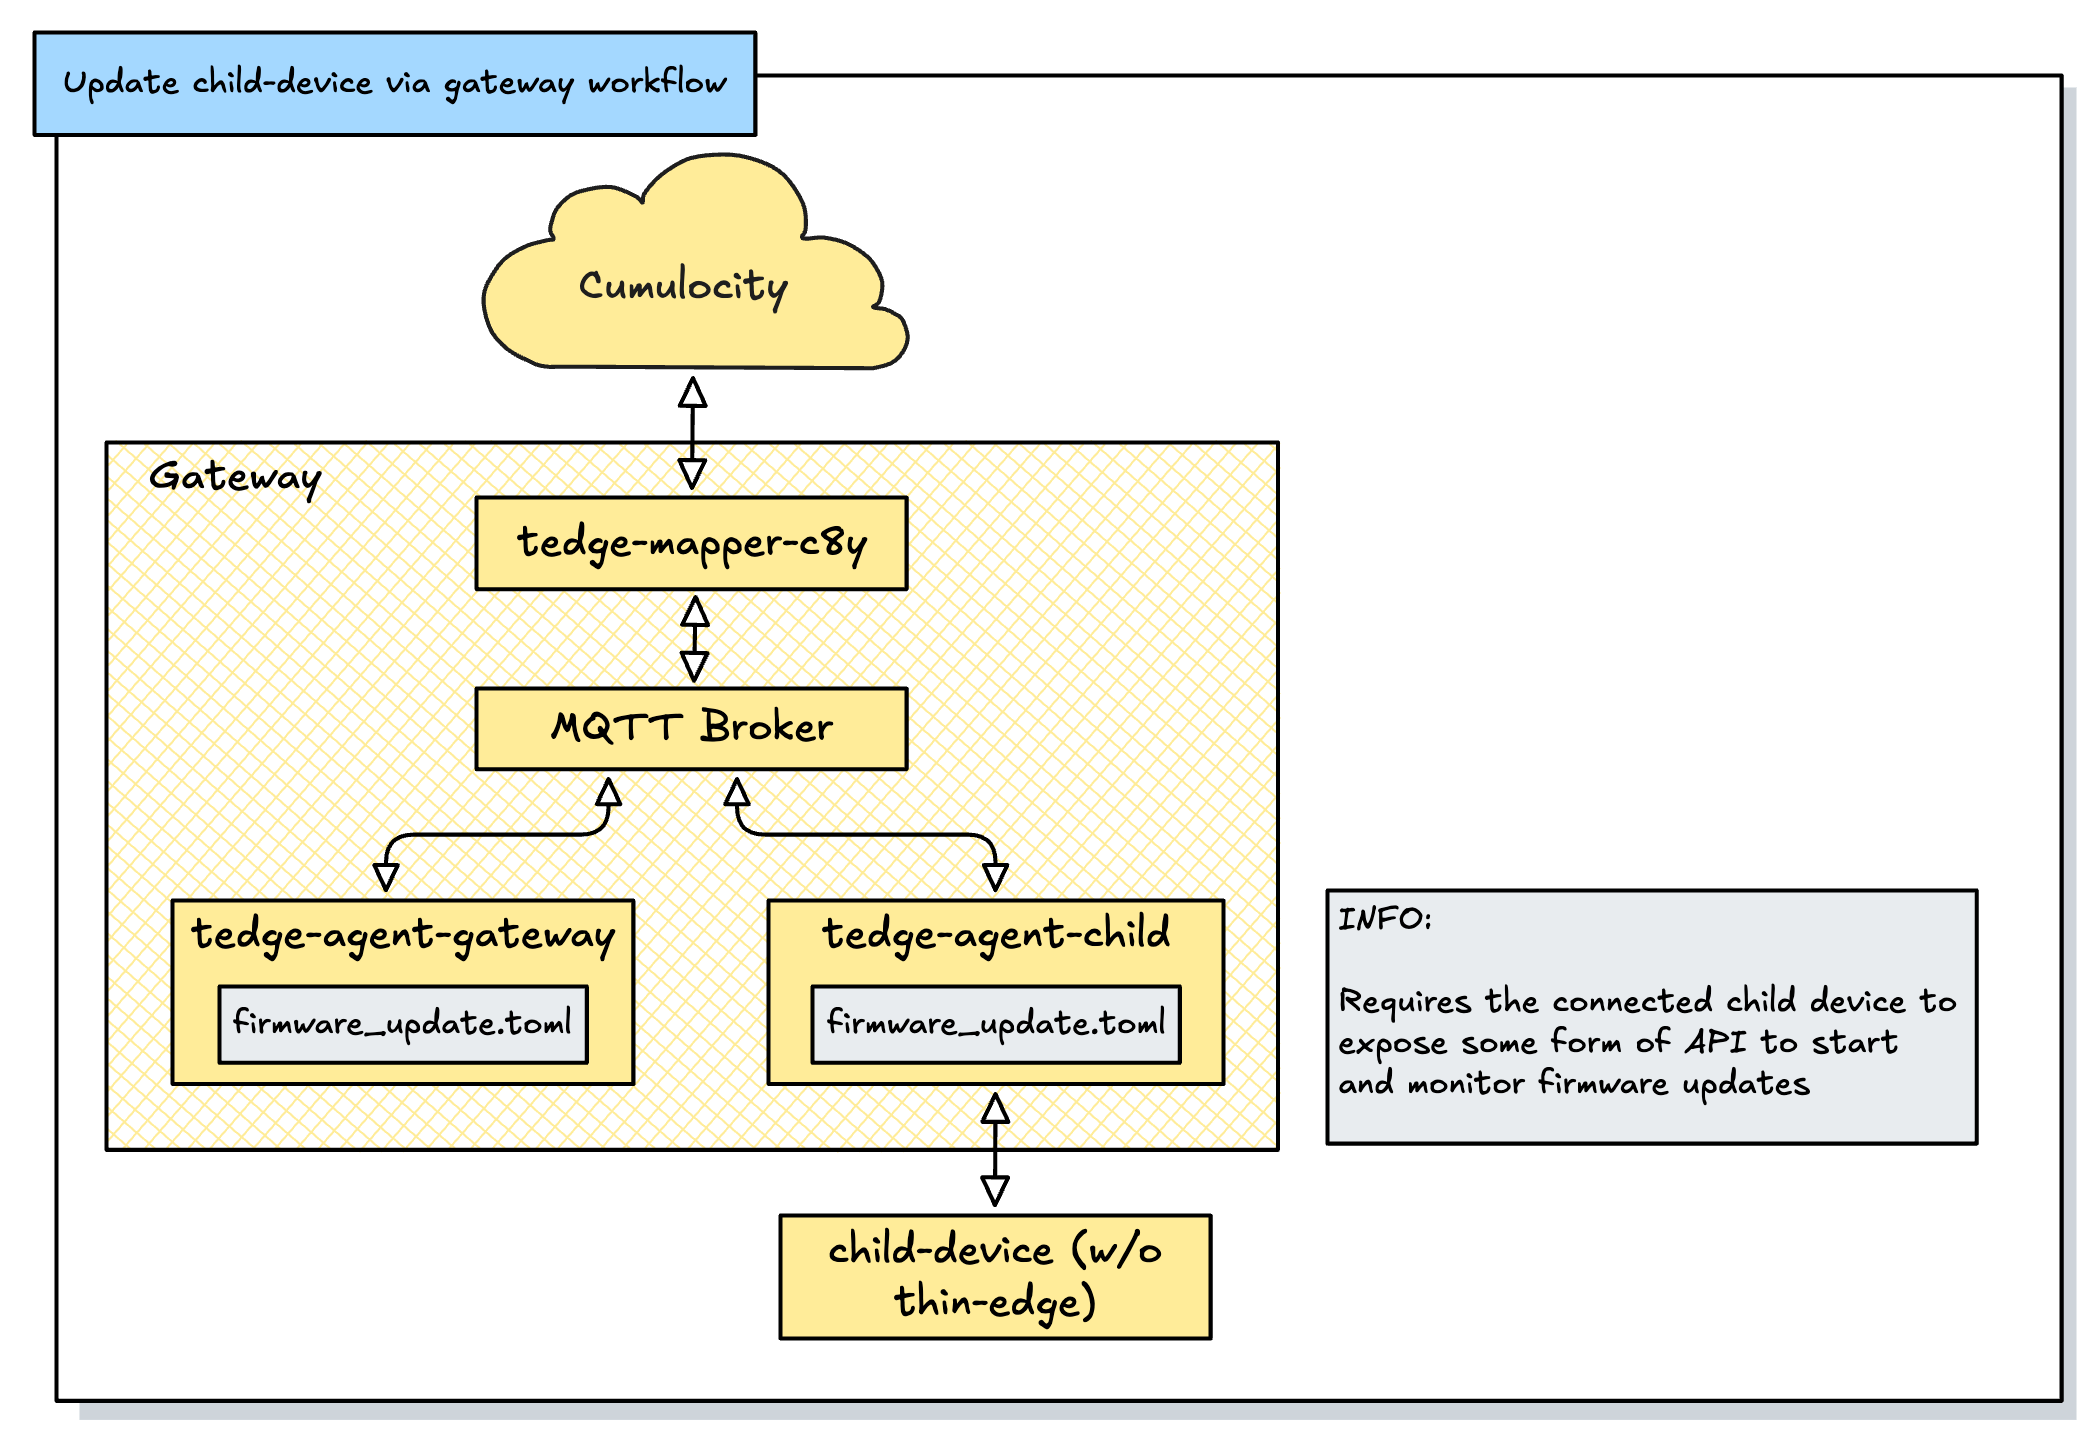 Update child-device via gateway workflow
Cumulocity
Gateway
tedge-mapper-c8y
MQTT Broker
tedge-agent-gateway
firmware_update.toml
tedge-agent-child
firmware_update.toml
INFO:
Requires the connected child device to
expose some form of API to start
and monitor firmware updates
child-device (w/o
thin-edge)